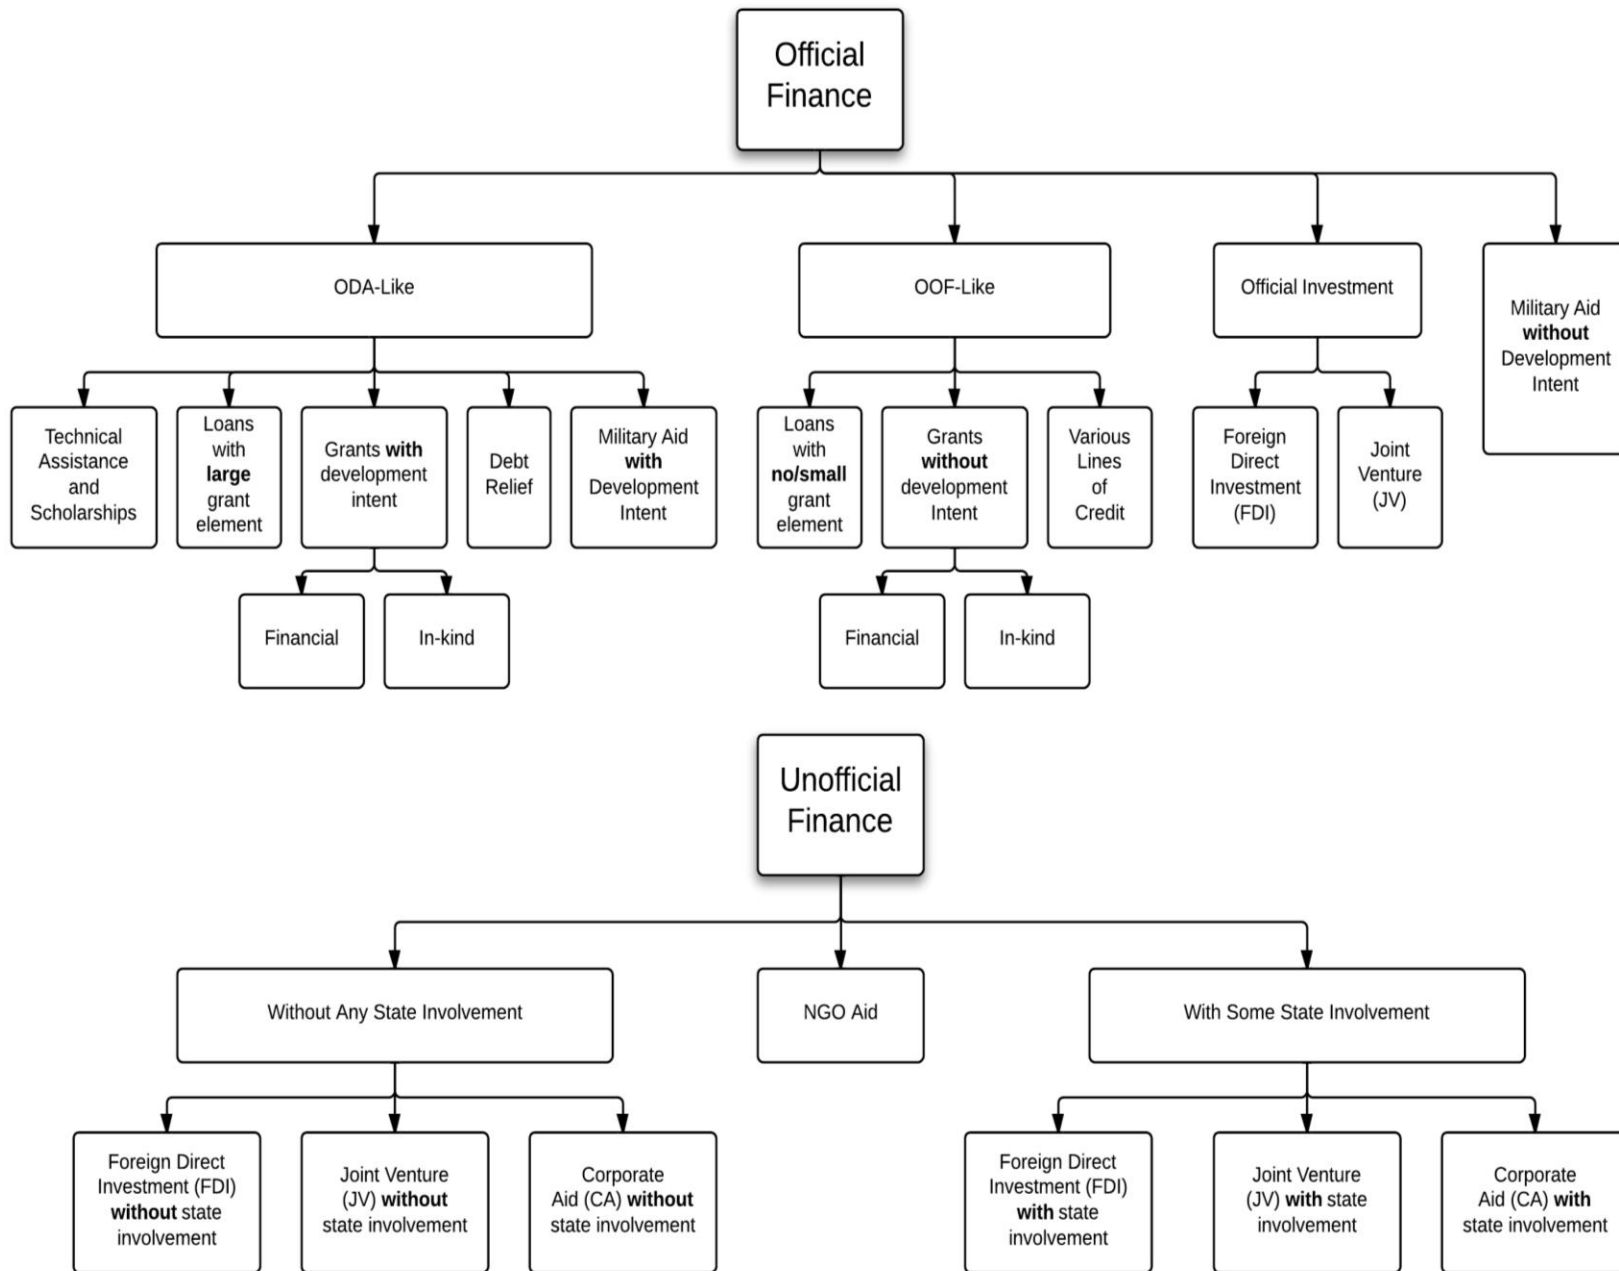 Official
Finance
ODA-Like
OOF-Like
Official Investment
Military Aid
without
Development
Intent
Technical
Assistance
and
Scholarships
Loans
with
large
grant
element
Grants with
development
intent
Debt
Relief
Military Aid
with
Development
Intent
Loans
with
no/small
grant
element
Grants
without
development
Intent
Various
Lines
of
Credit
Foreign
Direct
Investment
(FDI)
Joint
Venture
(JV)
Financial
In-kind
Financial
In-kind
Unofficial
Finance
Without Any State Involvement
NGO Aid
With Some State Involvement
Foreign Direct
Investment (FDI)
without state
involvement
Joint Venture
(JV) without
state involvement
Corporate
Aid (CA) without
state involvement
Foreign Direct
Investment (FDI)
with state
involvement
Joint Venture
(JV) with state
involvement
Corporate
Aid (CA) with
state involvement